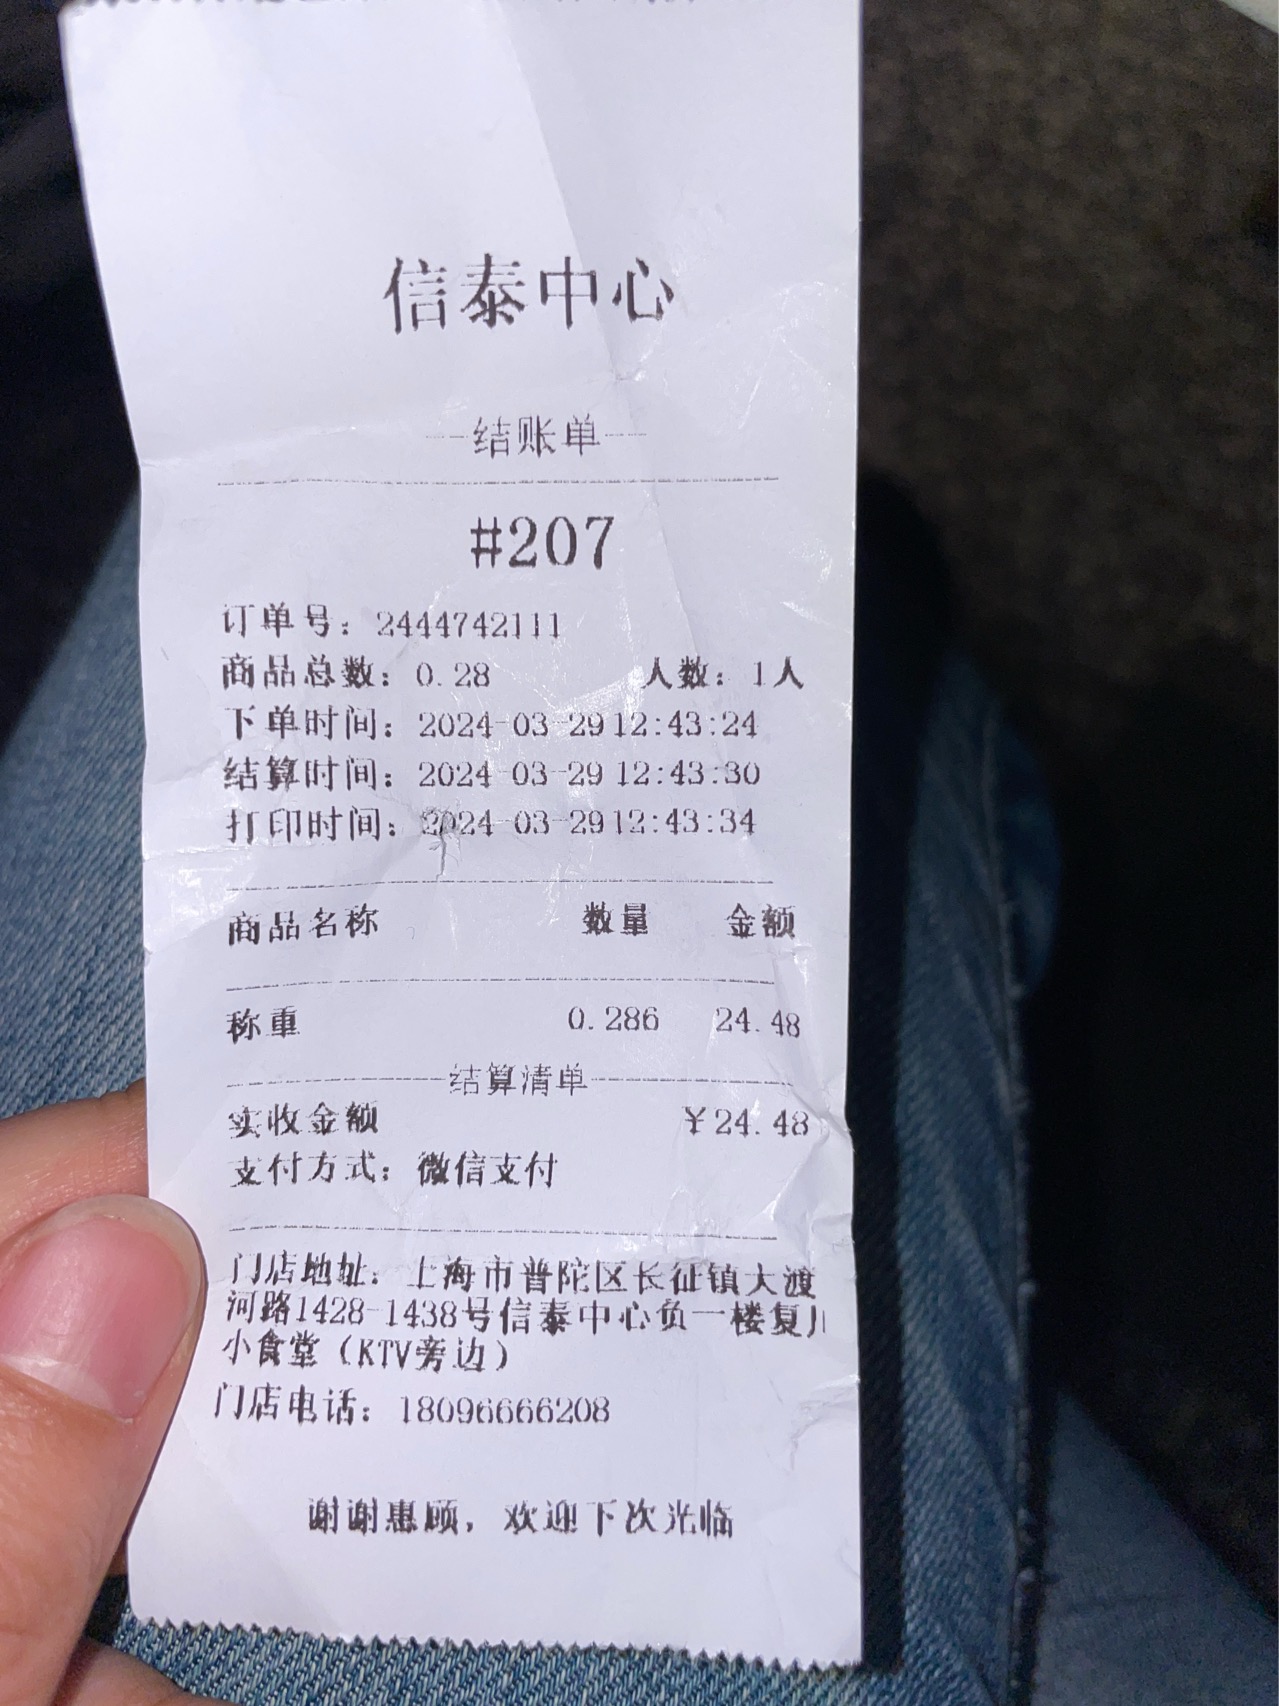 信泰中心
结账单
#207
订单号：2444742111
商品总数：0.28 人数：1人
下单时间：2024-03-29 12:43:24
结算时间：2024-03-29 12:43:30
打印时间：2024-03-29 12:43:34
商品名称 数量 金额
称重 0.286 24.48
结算清单
实收金额 ￥24.48
支付方式：微信支付
门店地址：上海市普陀区长征镇大渡
河路1428-1438号信泰中心负一楼复
小食堂（KTV旁边）
门店电话：18096666208
谢谢惠顾，欢迎下次光临